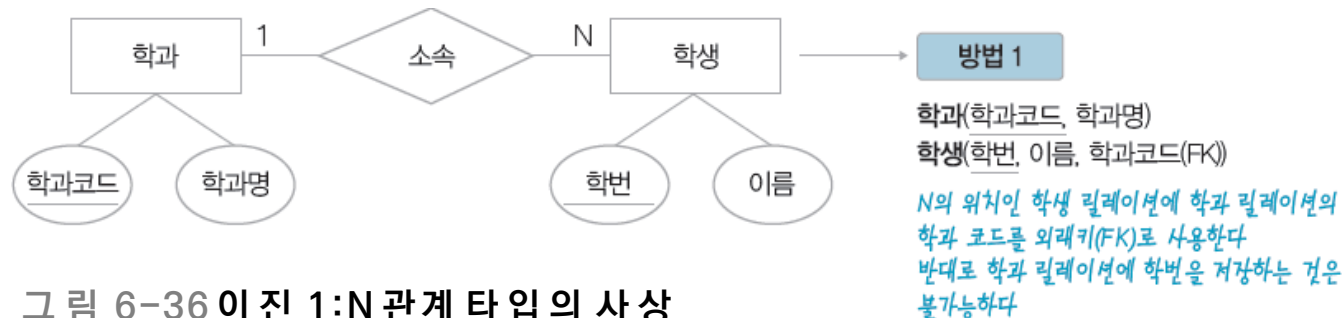 학과
1
소속
N
학생
방법 1
학과코드
학과명
학번
이름
학과(학과코드, 학과명)
학생(학번, 이름, 학과코드(FK))
N의 위치인 학생 릴레이션에 학과 릴레이션의
학과 코드를 외래키(FK)로 사용한다
반대로 학과 릴레이션에 학번을 저장하는 것은
불가능하다
그림 6-36 이진 1:N 관계 타입의 사상